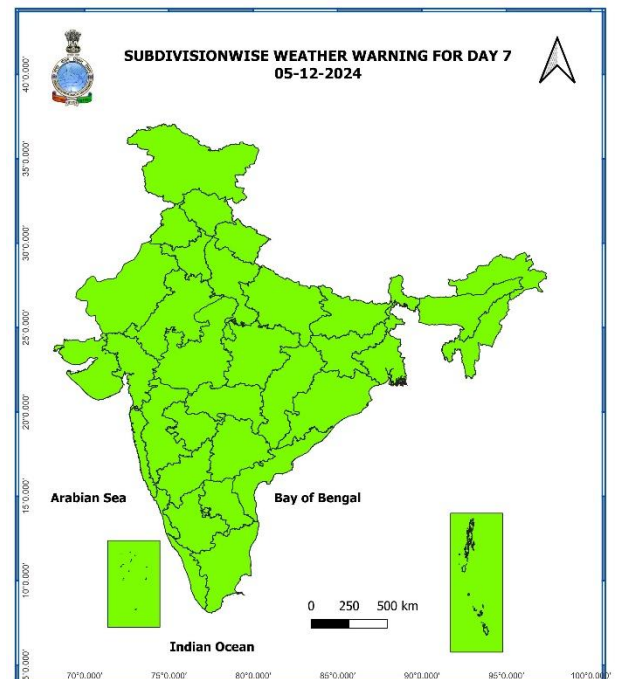 SUBDIVISIONWISE WEATHER WARNING FOR DAY 7
05-12-2024
40°0.000'
35°0.000'
30°0.000'
25°0.000'
20°0.000'
15°0.000'
10°0.000'
5°0.000'
Arabian Sea
Bay of Bengal
0 250 500 km
Indian Ocean
70°0.000' 75°0.000' 80°0.000' 85°0.000' 90°0.000' 95°0.000' 100°0.000'